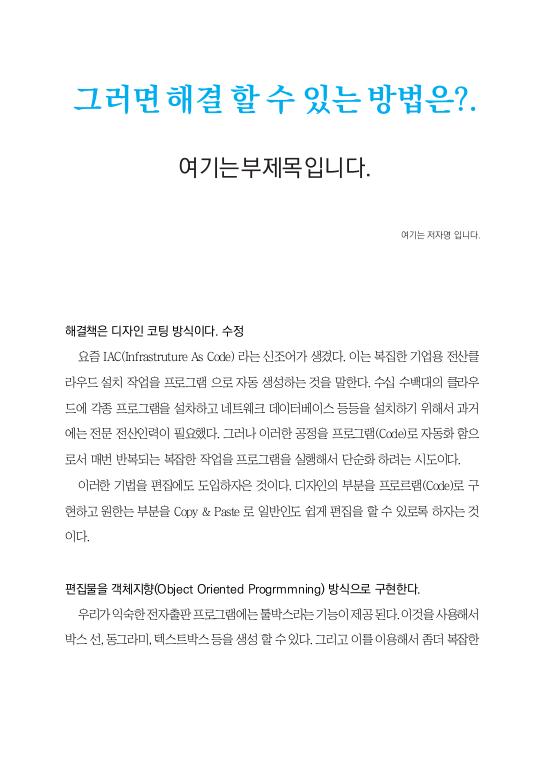 그러면 해결 할 수 있는 방법은?.
여기는부제목입니다.
여기는 저자명 입니다.
해결책은 디자인 코팅 방식이다. 수정
요즘 IAC(Infrastruture As Code) 라는 신조어가 생겼다. 이는 복잡한 기업용 전산클
라우드 설치 작업을 프로그램 으로 자동 생성하는 것을 말한다. 수십 수백대의 클라우
드에 각종 프로그램을 설차하고 네트워크 데이터베이스 등등을 설치하기 위해서 과거
에는 전문 전산인력이 필요했다. 그러나 이러한 공정을 프로그램(Code)로 자동화 함으
로서 매번 반복되는 복잡한 작업을 프로그램을 실행해서 단순화 하려는 시도이다.
이러한 기법을 편집에도 도입하자은 것이다. 디자인의 부분을 프로르램(Code)로 구
현하고 원한는 부분을 Copy & Paste 로 일반인도 쉽게 편집을 할 수 있로록 하자는 것
이다.
편집물을 객체지향(Object Oriented Progrmmning) 방식으로 구현한다.
우리가 익숙한 전자출판 프로그램에는 툴박스라는 기능이 제공 된다. 이것을 사용해서
박스 선, 동그라미, 텍스트박스 등을 생성 할 수 있다. 그리고 이를 이용해서 좀더 복잡한